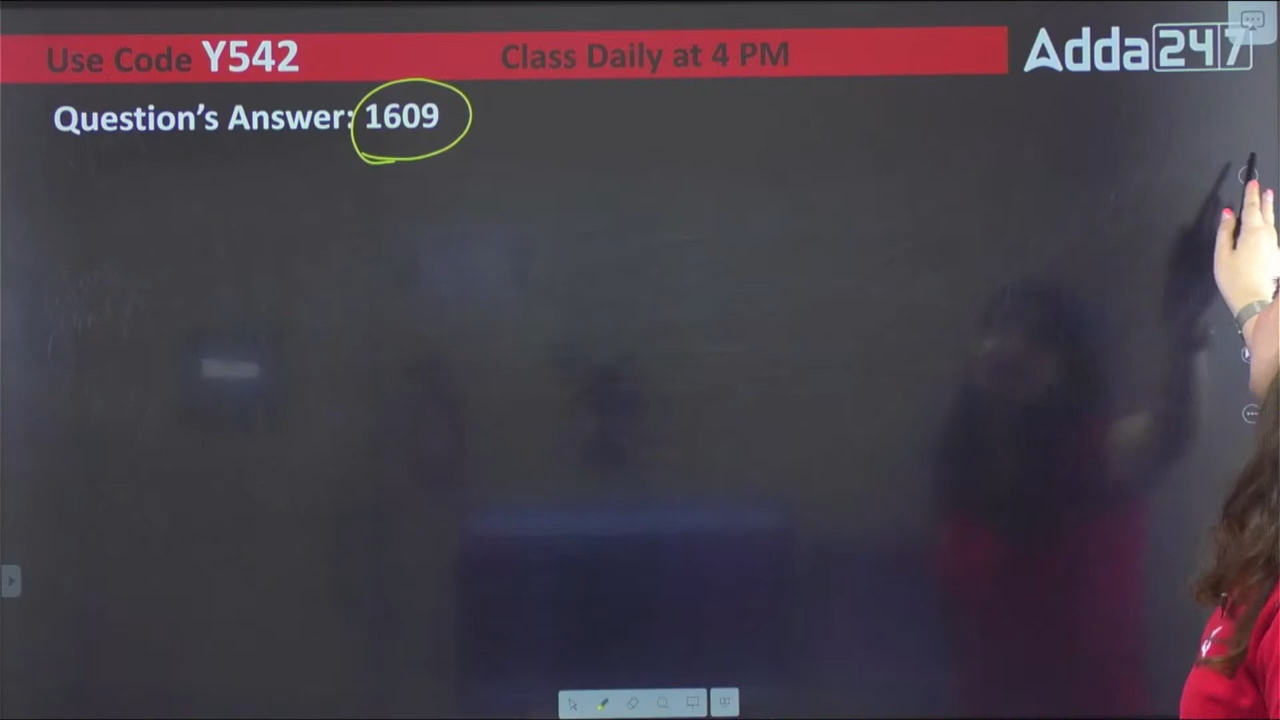 Use Code Y542
Class Daily at 4 PM
Adda247
Question's Answer: 1609